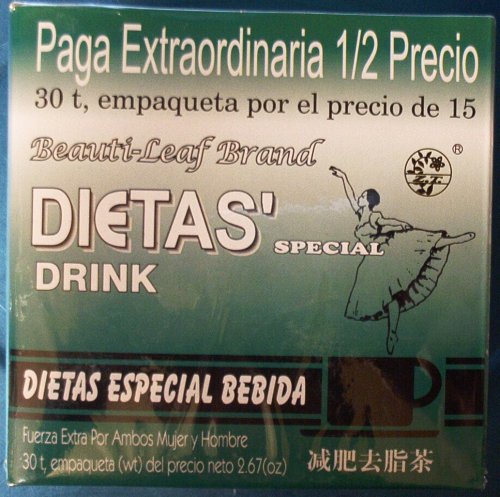 Paga Extraordinaria 1/2 Precio
30 t, empaqueta por el precio de 15
Beauti-Leaf Brand
®
DIETAS' SPECIAL
DRINK
DIETAS ESPECIAL BEBIDA
Fuerza Extra Por Ambos Mujer y Hombre
30 t, empaqueta (wt) del precio neto 2.67(oz)
减肥去脂茶